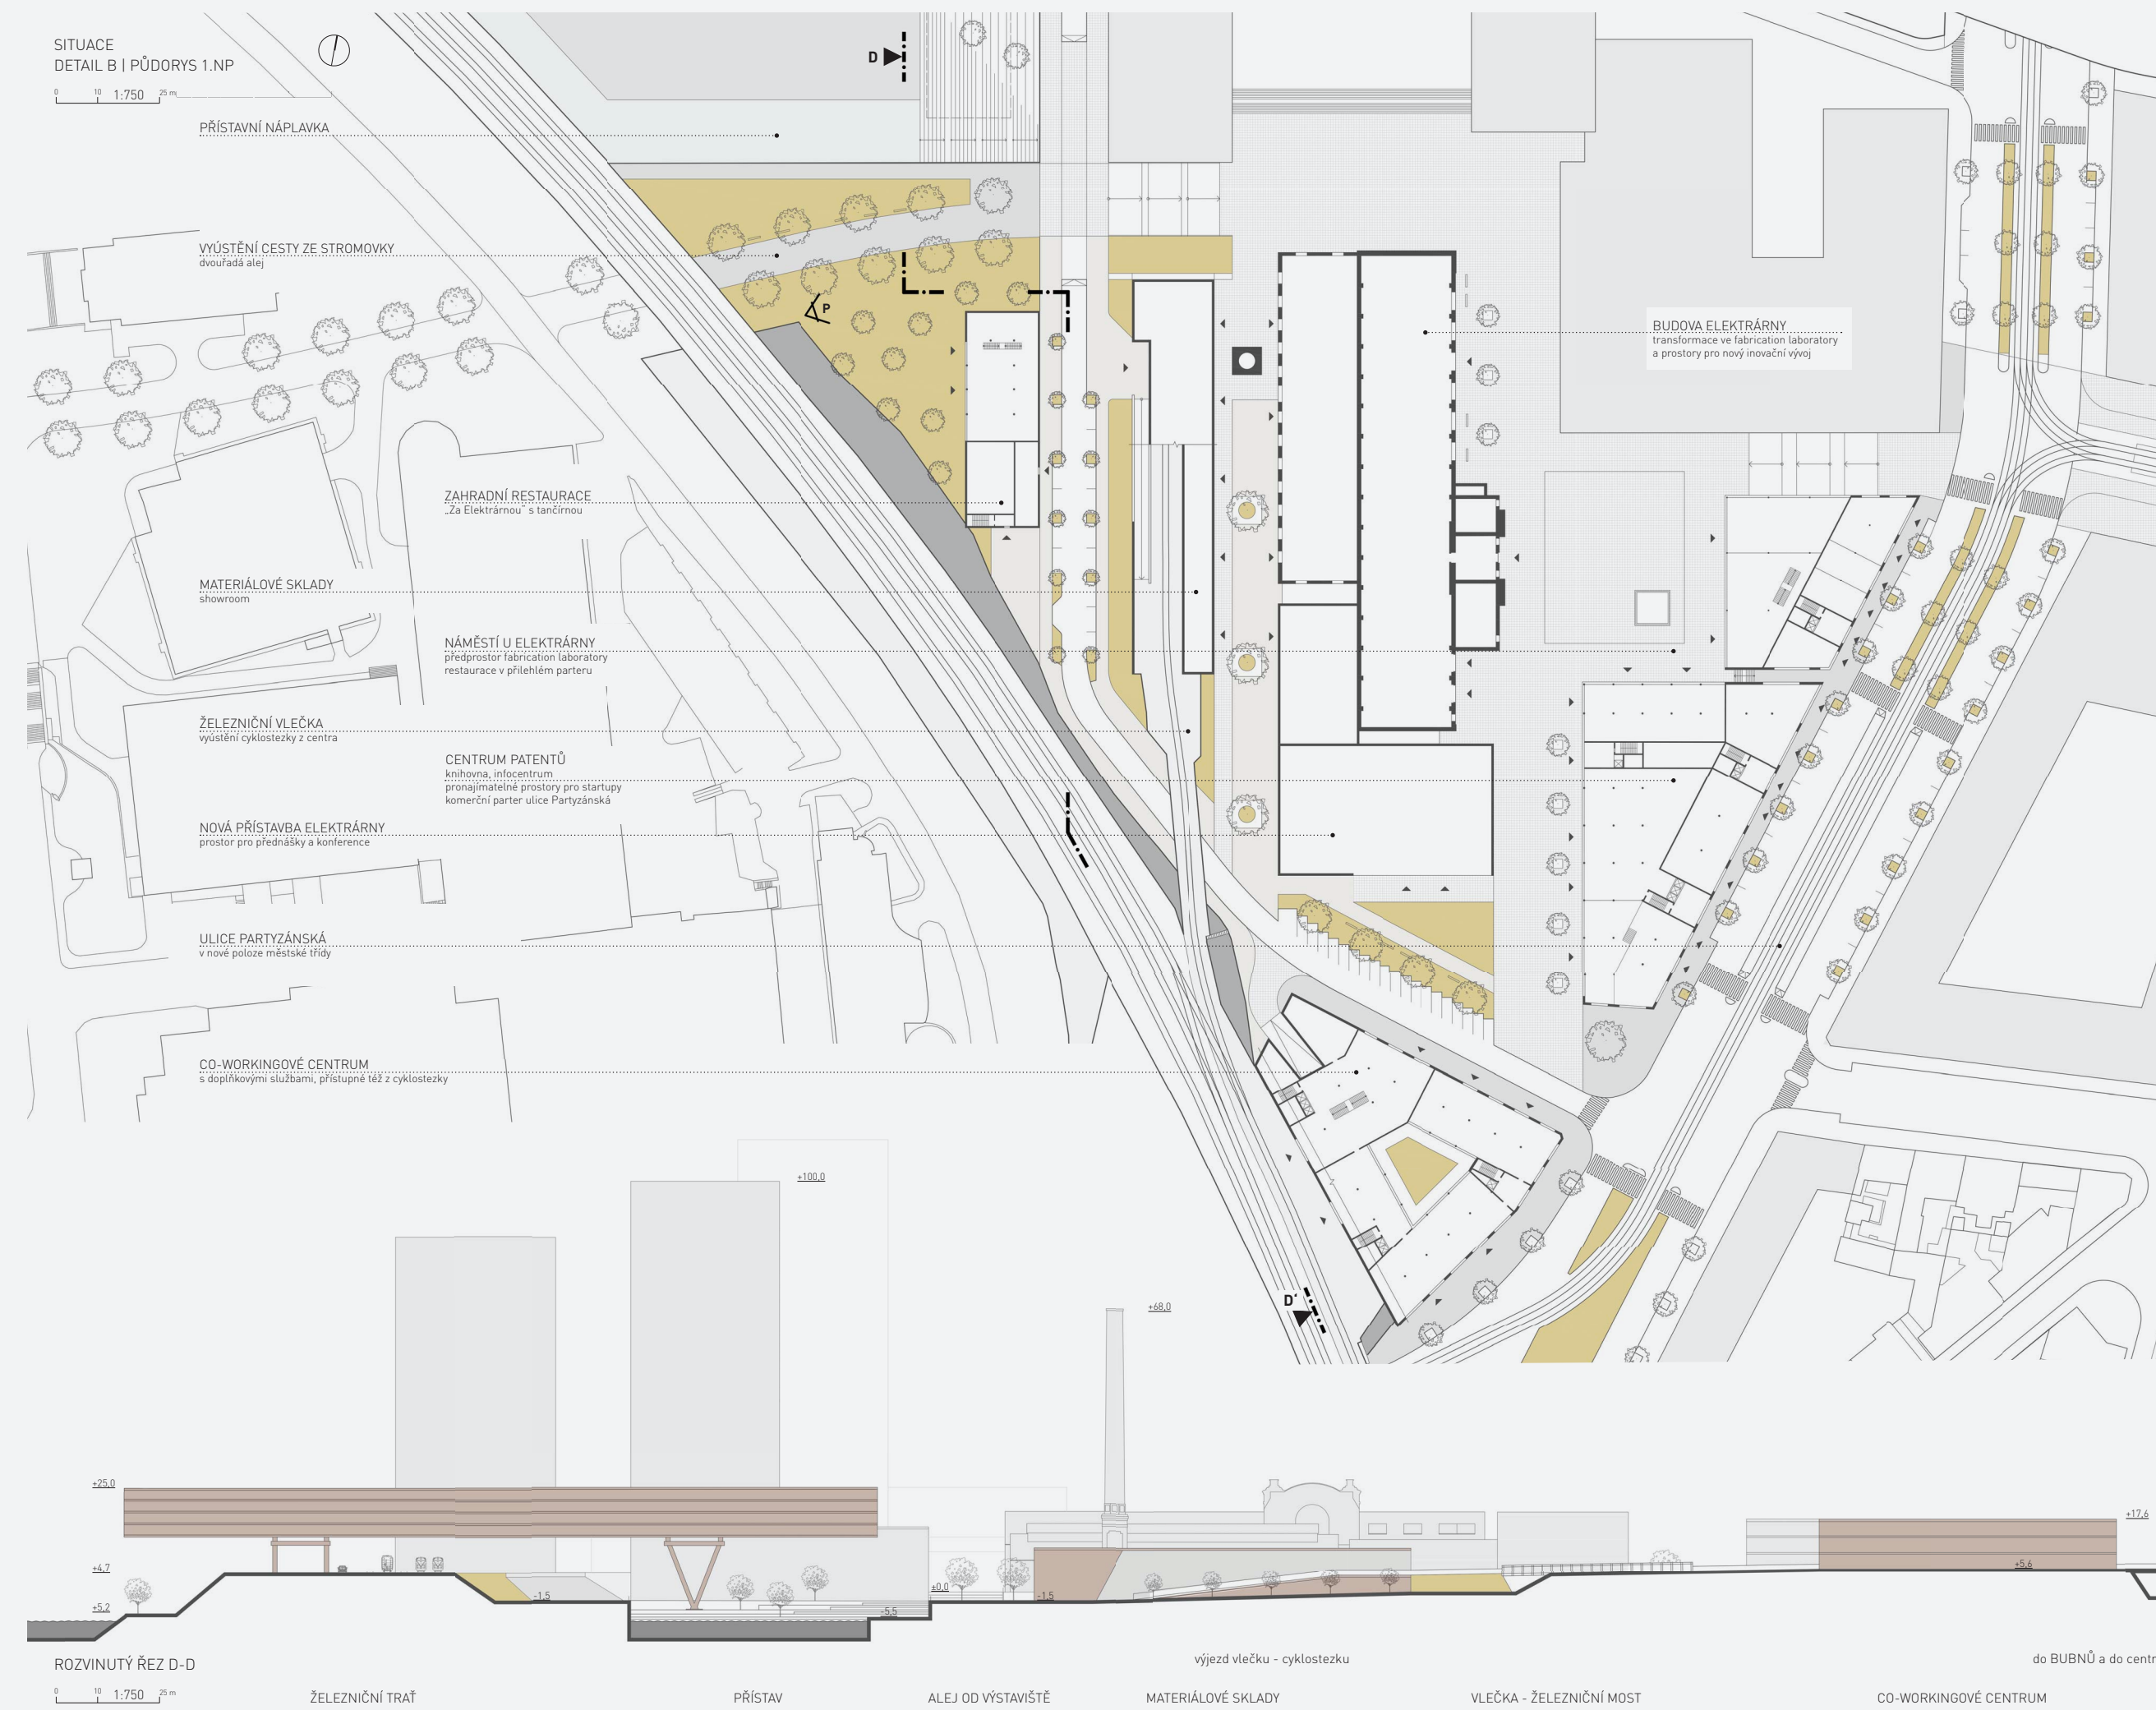 SITUACE
DETAIL B | PŮDORYS 1.NP
0 10 1:750 25 m
D
PŘÍSTAVNÍ NÁPLAVKA
VYÚSTĚNÍ CESTY ZE STROMOVKY
dvouřadá alej
P
BUDOVA ELEKTRÁRNY
transformace ve fabrication laboratory
a prostory pro nový inovační vývoj
ZAHRADNÍ RESTAURACE
„Za Elektrárnou“ s tančírnou
MATERIÁLOVÉ SKLADY
showroom
NÁMĚSTÍ U ELEKTRÁRNY
předprostor fabrication laboratory
restaurace v přilehlém parteru
ŽELEZNIČNÍ VLEČKA
vyústění cyklostezky z centra
CENTRUM PATENTŮ
knihovna, infocentrum
pronajímatelné prostory pro startupy
komerční parter ulice Partyzánská
NOVÁ PŘÍSTAVBA ELEKTRÁRNY
prostor pro přednášky a konference
ULICE PARTYZÁNSKÁ
v nové poloze městské třídy
CO-WORKINGOVÉ CENTRUM
s doplňkovými službami, přístupné též z cyklostezky
D‘
+100,0
+68,0
+25,0
+17,6
+4,7
+5,6
-1,5
±0,0
-1,5
+5,2
-5,5
ROZVINUTÝ ŘEZ D-D
výjezd vlečku - cyklostezku
do BUBNŮ a do centr
0 10 1:750 25 m
ŽELEZNIČNÍ TRAŤ
PŘÍSTAV
ALEJ OD VÝSTAVIŠTĚ
MATERIÁLOVÉ SKLADY
VLEČKA - ŽELEZNIČNÍ MOST
CO-WORKINGOVÉ CENTRUM